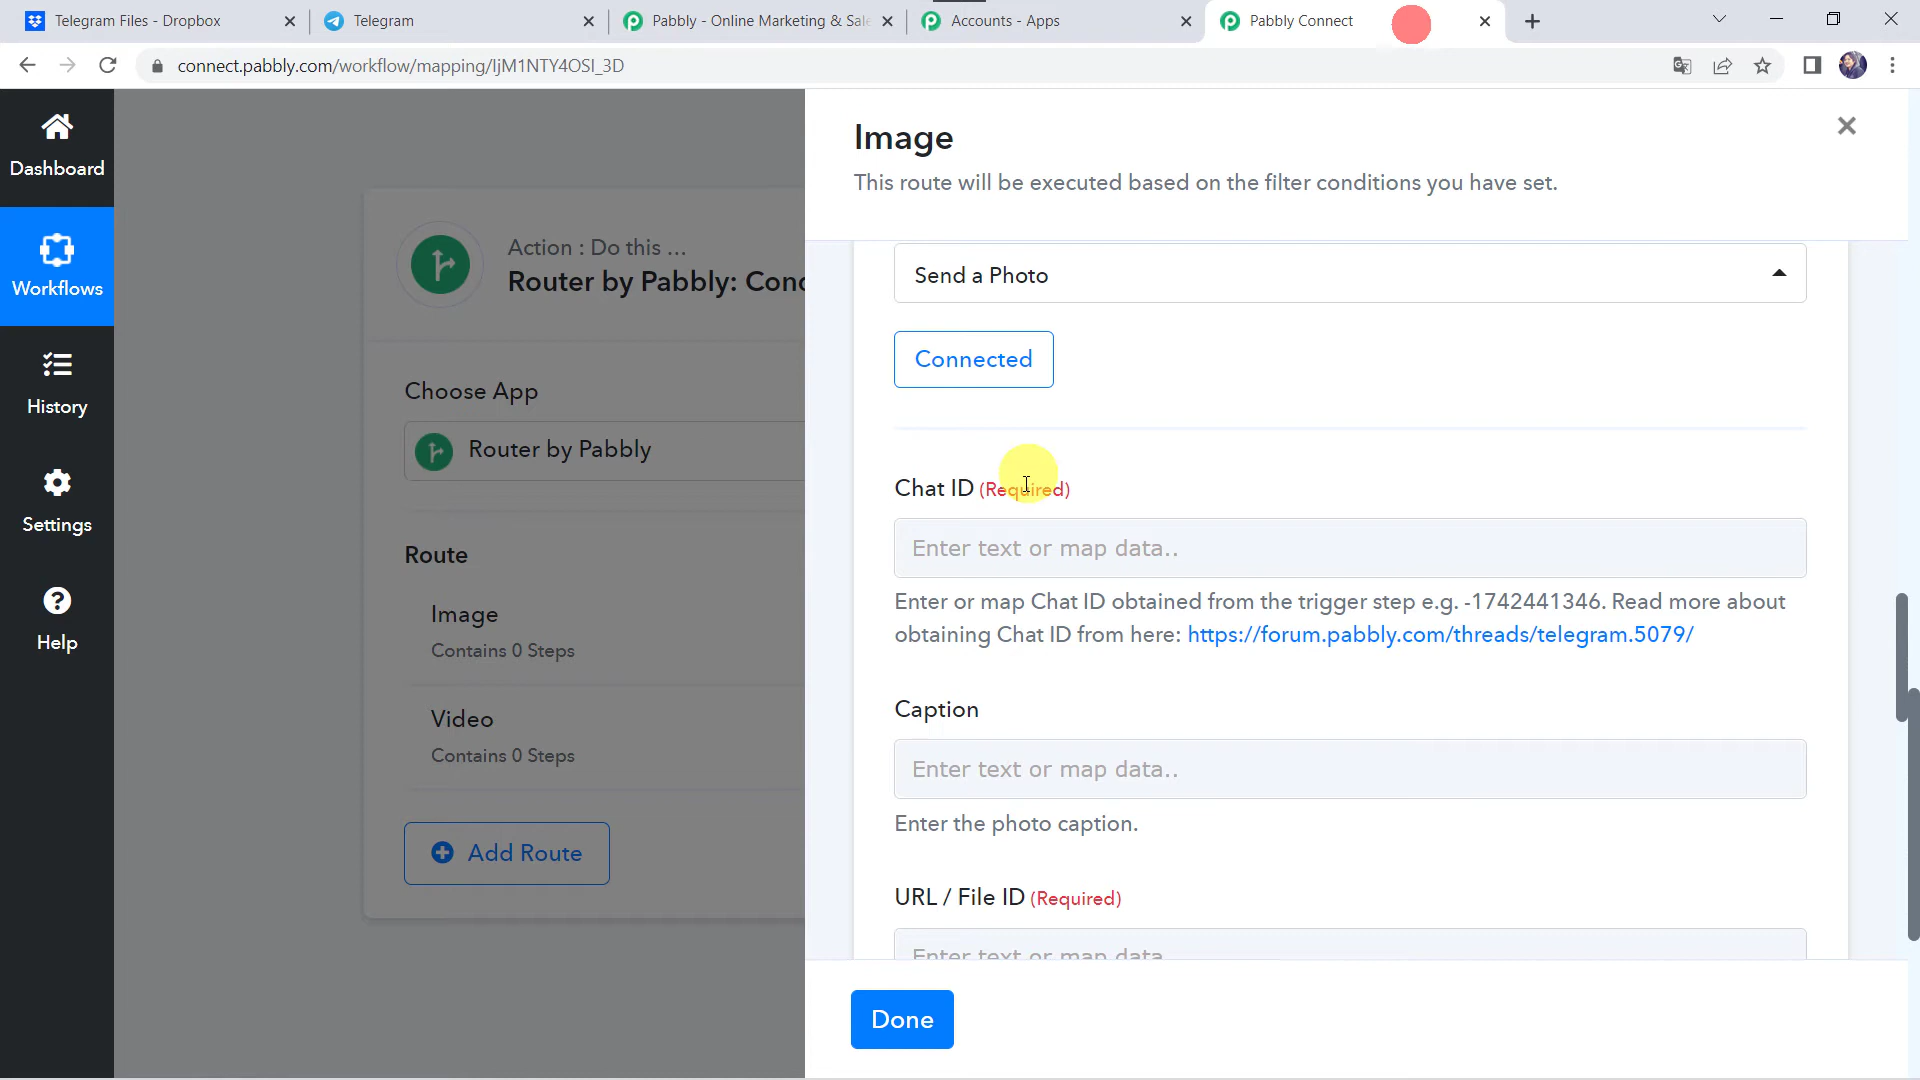 Telegram Files - Dropbox
Telegram
Pabbly - Online Marketing & Sale
Accounts - Apps
Pabbly Connect
connect.pabbly.com/workflow/mapping/IjM1NTY4OSI_3D
Dashboard
Workflows
History
Settings
Help
Action : Do this ...
Router by Pabbly: Cond
Choose App
Router by Pabbly
Route
Image
Contains 0 Steps
Video
Contains 0 Steps
Add Route
Image
This route will be executed based on the filter conditions you have set.
Send a Photo
Connected
Chat ID (Required)
Enter text or map data..
Enter or map Chat ID obtained from the trigger step e.g. -1742441346. Read more about
obtaining Chat ID from here: https://forum.pabbly.com/threads/telegram.5079/
Caption
Enter text or map data..
Enter the photo caption.
URL / File ID (Required)
Enter text or map data
Done